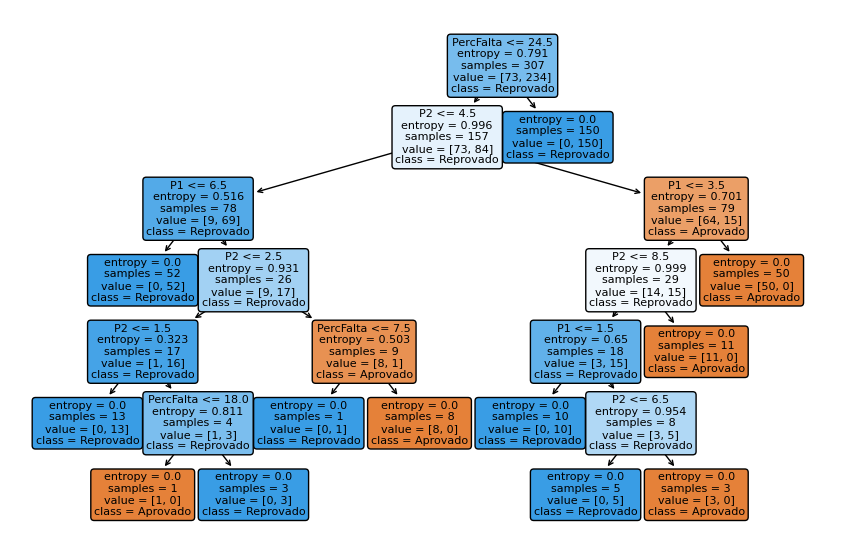 PercFalta <= 24.5
entropy = 0.791
samples = 307
value = [73, 234]
class = Reprovado
P2 <= 4.5
entropy = 0.996
samples = 157
value = [73, 84]
class = Reprovado
entropy = 0.0
samples = 150
value = [0, 150]
class = Reprovado
P1 <= 6.5
entropy = 0.516
samples = 78
value = [9, 69]
class = Reprovado
P1 <= 3.5
entropy = 0.701
samples = 79
value = [64, 15]
class = Aprovado
entropy = 0.0
samples = 52
value = [0, 52]
class = Reprovado
P2 <= 2.5
entropy = 0.931
samples = 26
value = [9, 17]
class = Reprovado
P2 <= 8.5
entropy = 0.999
samples = 29
value = [14, 15]
class = Reprovado
entropy = 0.0
samples = 50
value = [50, 0]
class = Aprovado
P2 <= 1.5
entropy = 0.323
samples = 17
value = [1, 16]
class = Reprovado
PercFalta <= 7.5
entropy = 0.503
samples = 9
value = [8, 1]
class = Aprovado
P1 <= 1.5
entropy = 0.65
samples = 18
value = [3, 15]
class = Reprovado
entropy = 0.0
samples = 11
value = [11, 0]
class = Aprovado
entropy = 0.0
samples = 13
value = [0, 13]
class = Reprovado
PercFalta <= 18.0
entropy = 0.811
samples = 4
value = [1, 3]
class = Reprovado
entropy = 0.0
samples = 1
value = [0, 1]
class = Reprovado
entropy = 0.0
samples = 8
value = [8, 0]
class = Aprovado
entropy = 0.0
samples = 10
value = [0, 10]
class = Reprovado
P2 <= 6.5
entropy = 0.954
samples = 8
value = [3, 5]
class = Reprovado
entropy = 0.0
samples = 1
value = [1, 0]
class = Aprovado
entropy = 0.0
samples = 3
value = [0, 3]
class = Reprovado
entropy = 0.0
samples = 5
value = [0, 5]
class = Reprovado
entropy = 0.0
samples = 3
value = [3, 0]
class = Aprovado